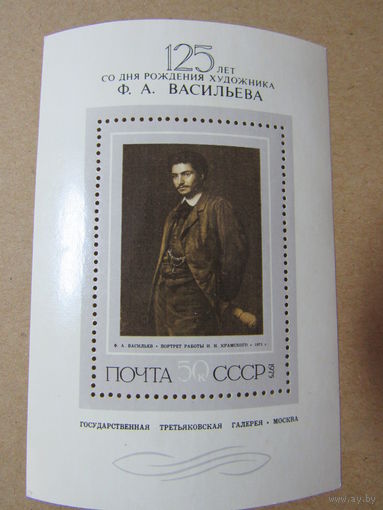 125 ЛЕТ
СО ДНЯ РОЖДЕНИЯ ХУДОЖНИКА
Ф. А. ВАСИЛЬЕВА
Ф. А. ВАСИЛЬЕВ • ПОРТРЕТ РАБОТЫ И. Н. КРАМСКОГО • 1871 г.
ПОЧТА 50к СССР 1975
ГОСУДАРСТВЕННАЯ ТРЕТЬЯКОВСКАЯ ГАЛЕРЕЯ • МОСКВА
www.ay.by